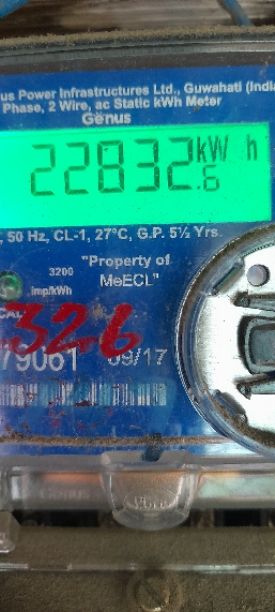 us Power Infrastructures Ltd., Guwahati (India
Phase, 2 Wire, ac Static kWh Meter
Genus
22832.6 kW h
, 50 Hz, CL-1, 27°C, G.P. 5½ Yrs.
3200
imp/kWh
"Property of
MeECL"
CAL
326
79061
09/17